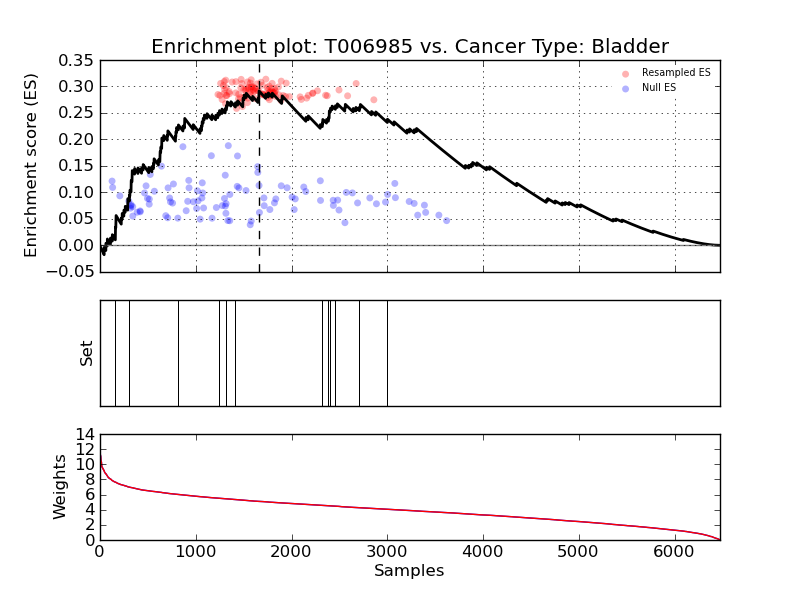 Enrichment plot: T006985 vs. Cancer Type: Bladder
0.35
0.30
0.25
0.20
0.15
0.10
0.05
0.00
−0.05
Enrichment score (ES)
Resampled ES
Null ES
Set
14
12
10
8
6
4
2
0
Weights
0 1000 2000 3000 4000 5000 6000
Samples